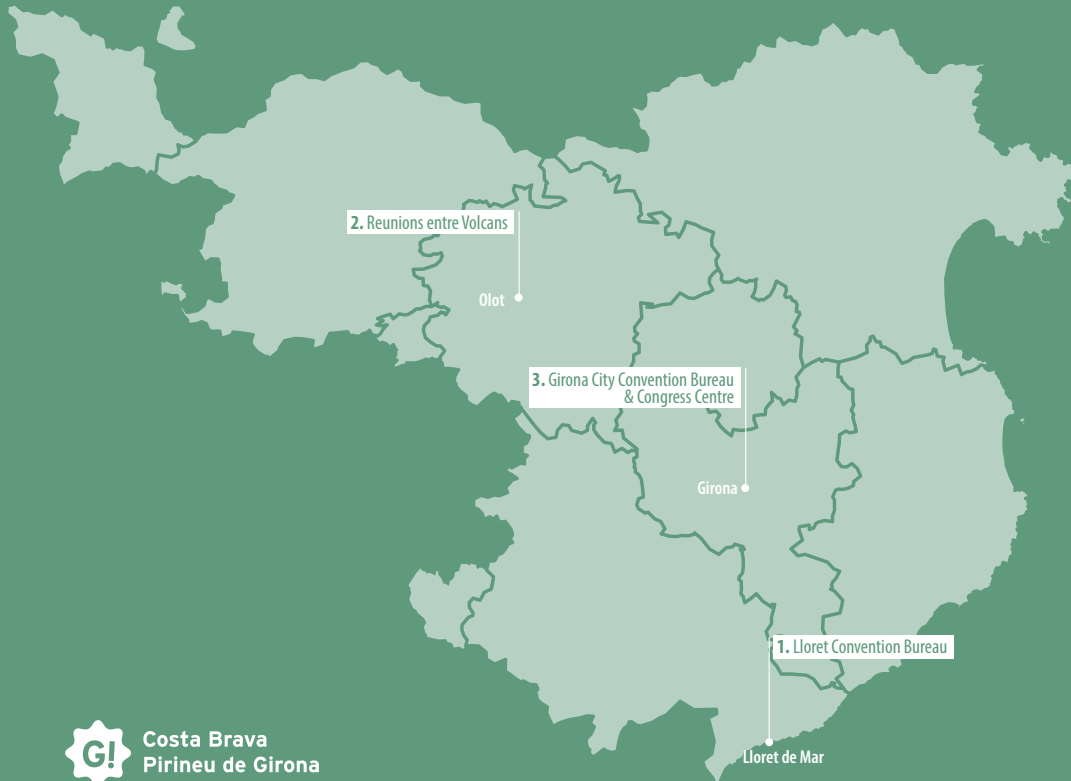 2. Reunions entre Volcans
Olot
3. Girona City Convention Bureau
& Congress Centre
Girona
1. Lloret Convention Bureau
Lloret de Mar
G!
Costa Brava
Pirineu de Girona